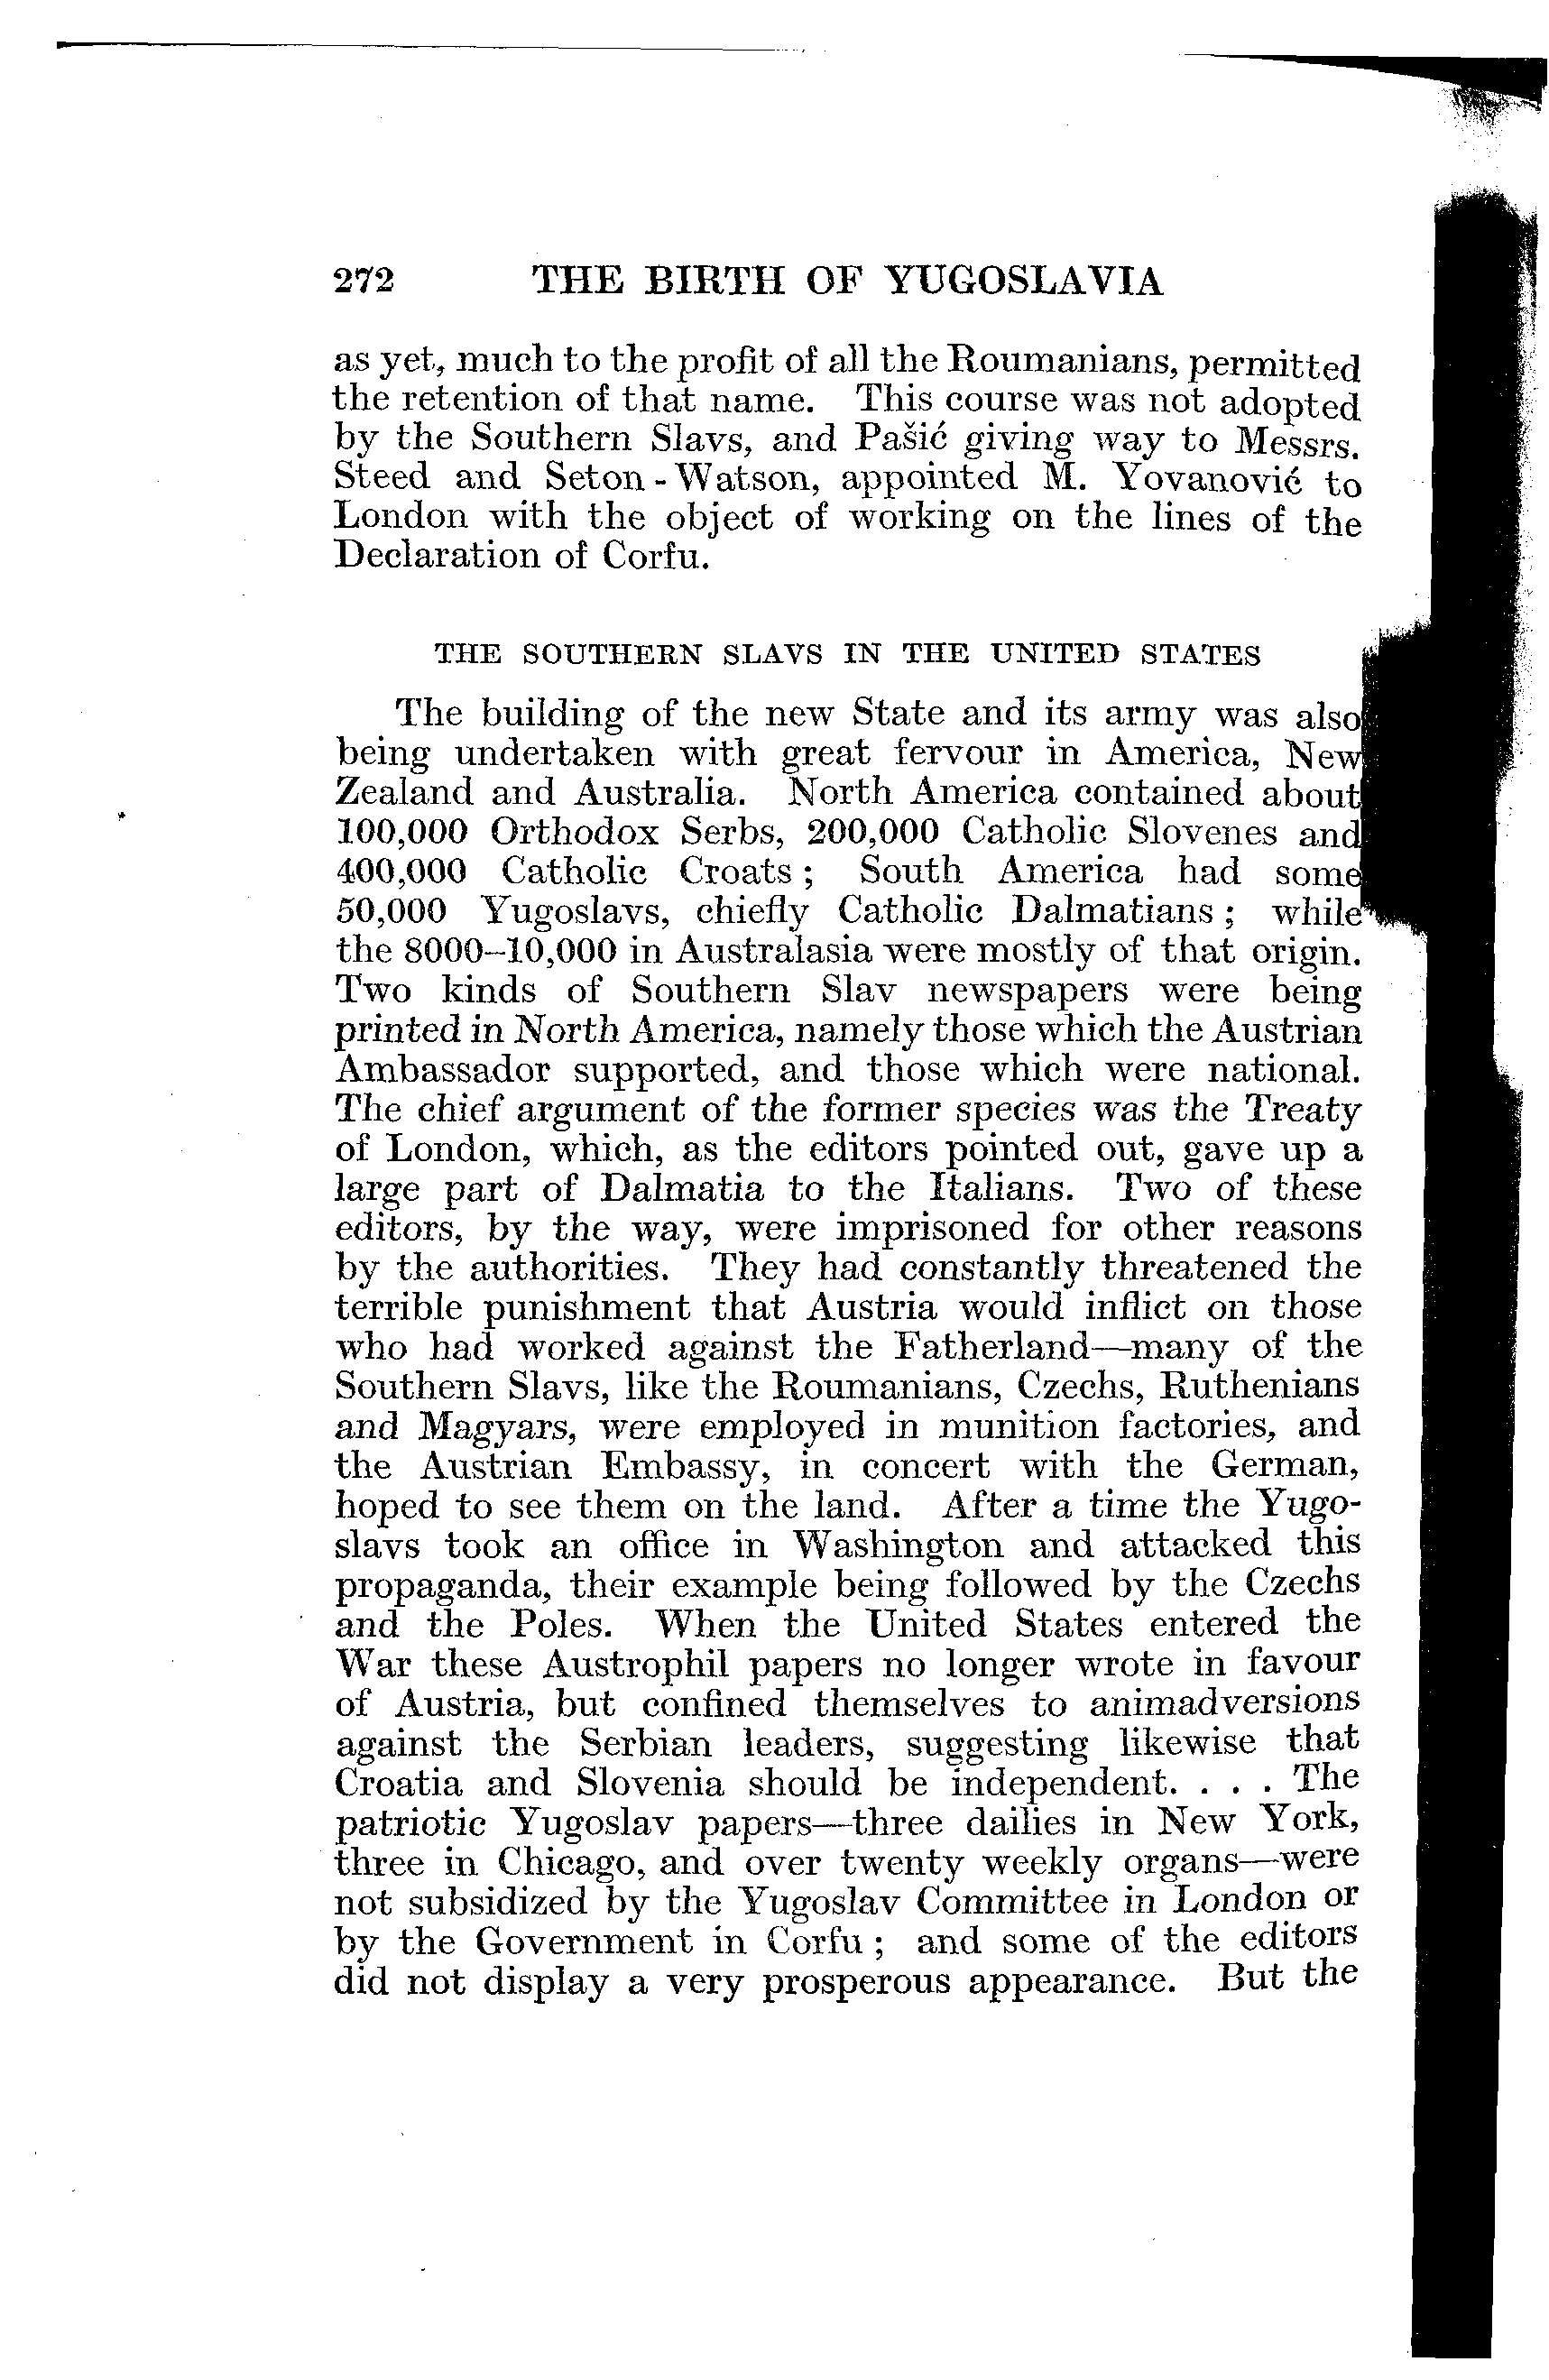 272 THE BIRTH OF YUGOSLAVIA
as yet, much to the profit of all the Roumanians, permitted
the retention of that name. This course was not adopted
by the Southern Slavs, and Pašić giving way to Messrs.
Steed and Seton-Watson, appointed M. Yovanović to
London with the object of working on the lines of the
Declaration of Corfu.
THE SOUTHERN SLAVS IN THE UNITED STATES
The building of the new State and its army was also
being undertaken with great fervour in America, New
Zealand and Australia. North America contained about
100,000 Orthodox Serbs, 200,000 Catholic Slovenes and
400,000 Catholic Croats; South America had some
50,000 Yugoslavs, chiefly Catholic Dalmatians; while
the 8000–10,000 in Australasia were mostly of that origin.
Two kinds of Southern Slav newspapers were being
printed in North America, namely those which the Austrian
Ambassador supported, and those which were national.
The chief argument of the former species was the Treaty
of London, which, as the editors pointed out, gave up a
large part of Dalmatia to the Italians. Two of these
editors, by the way, were imprisoned for other reasons
by the authorities. They had constantly threatened the
terrible punishment that Austria would inflict on those
who had worked against the Fatherland—many of the
Southern Slavs, like the Roumanians, Czechs, Ruthenians
and Magyars, were employed in munition factories, and
the Austrian Embassy, in concert with the German,
hoped to see them on the land. After a time the Yugo-
slavs took an office in Washington and attacked this
propaganda, their example being followed by the Czechs
and the Poles. When the United States entered the
War these Austrophil papers no longer wrote in favour
of Austria, but confined themselves to animadversions
against the Serbian leaders, suggesting likewise that
Croatia and Slovenia should be independent. . . . The
patriotic Yugoslav papers—three dailies in New York,
three in Chicago, and over twenty weekly organs—were
not subsidized by the Yugoslav Committee in London or
by the Government in Corfu; and some of the editors
did not display a very prosperous appearance. But the